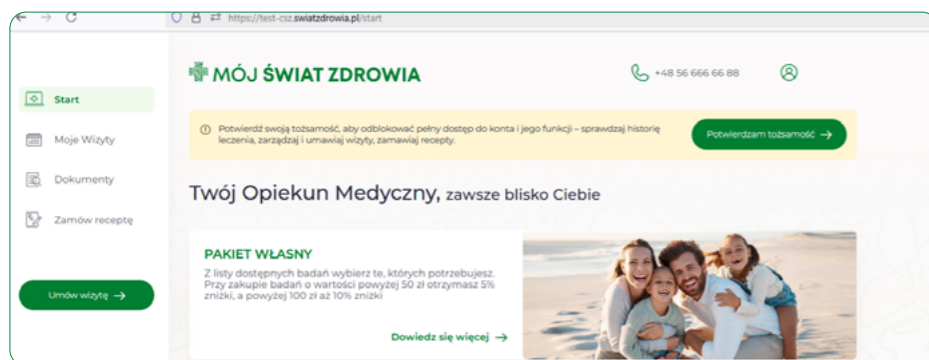 https://test-csz.swiatzdrowia.pl/start
MÓJ ŚWIAT ZDROWIA
+48 56 666 66 88
Start
Moje Wizyty
Dokumenty
Zamów receptę
Umów wizytę →
Potwierdź swoją tożsamość, aby odblokować pełny dostęp do konta i jego funkcji – sprawdzaj historię
leczenia, zarządzaj i umawiaj wizyty, zamawiaj recepty.
Potwierdzam tożsamość →
Twój Opiekun Medyczny, zawsze blisko Ciebie
PAKIET WŁASNY
Z listy dostępnych badań wybierz te, których potrzebujesz.
Przy zakupie badań o wartości powyżej 50 zł otrzymasz 5%
zniżki, a powyżej 100 zł aż 10% zniżki
Dowiedz się więcej →